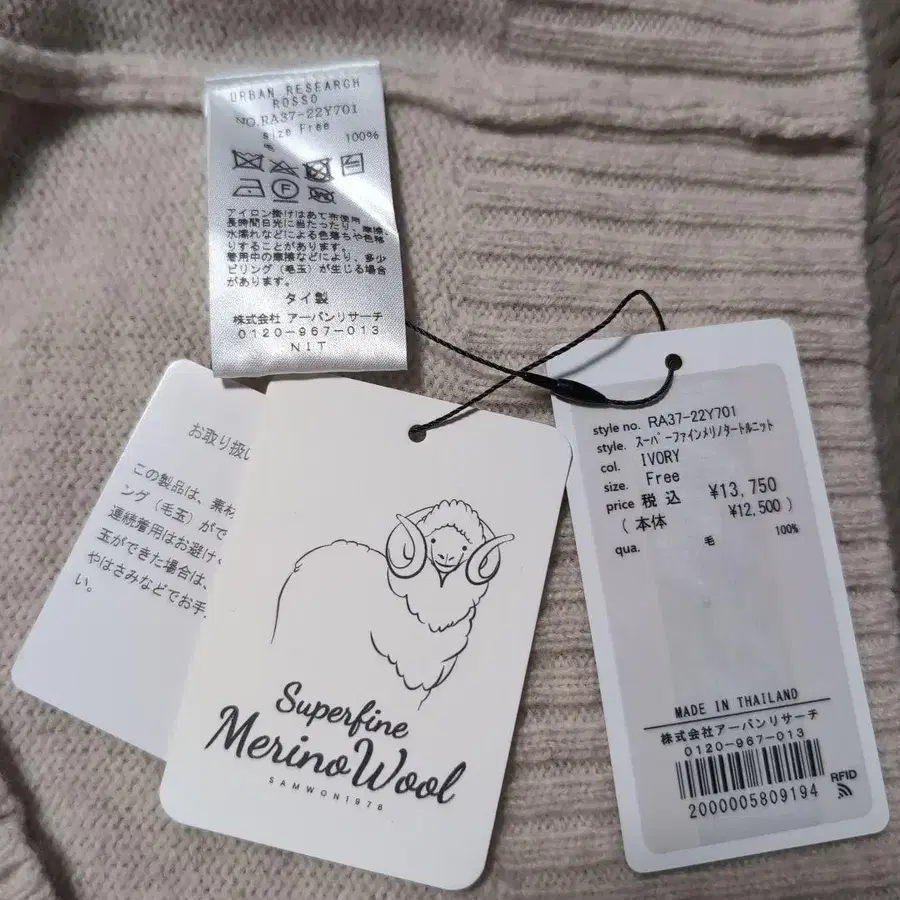 URBAN RESEARCH
ROSSO
NO.RA37-22Y701
size Free
毛 100%
アイロン掛けはあて布使用
長時間日光に当たったり、摩擦
水濡れなどによる色落ちや色移
りすることがあります。
着用中の摩擦などにより、多少
ピリング（毛玉）が生じる場合
があります。
タイ製
株式会社 アーバンリサーチ
0120-967-013
NIT
お取り扱い
この製品は、素材
ング（毛玉）がで
連続着用はお避け、
玉ができた場合は、
やはさみなどでお手
い。
Superfine
Merino Wool
SAMWON1978
style no. RA37-22Y701
style. スーパーファインメリノタートルニット
col. IVORY
size. Free
price 税込 ¥13,750
(本体 ¥12,500)
qua. 毛 100%
MADE IN THAILAND
株式会社アーバンリサーチ
0120-967-013
2000005809194
RFID